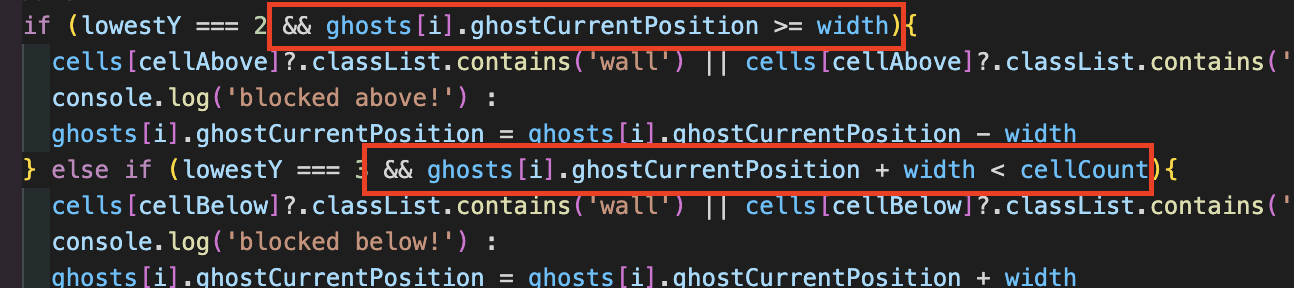 if (lowestY === 2 && ghosts[i].ghostCurrentPosition >= width){
cells[cellAbove]?.classList.contains('wall') || cells[cellAbove]?.classList.contains('
console.log('blocked above!') :
ghosts[i].ghostCurrentPosition = ghosts[i].ghostCurrentPosition - width
} else if (lowestY === 3 && ghosts[i].ghostCurrentPosition + width < cellCount){
cells[cellBelow]?.classList.contains('wall') || cells[cellBelow]?.classList.contains('
console.log('blocked below!') :
ghosts[i].ghostCurrentPosition = ghosts[i].ghostCurrentPosition + width